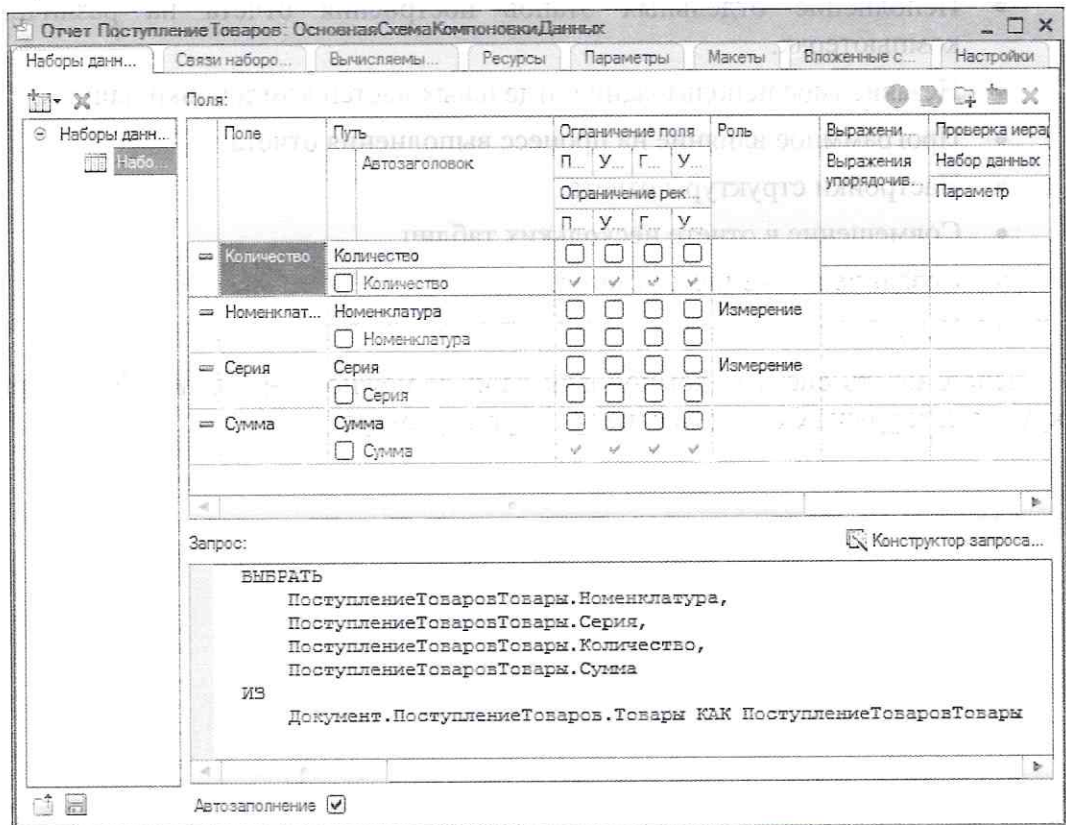 Отчет ПоступлениеТоваров: ОсновнаяСхемаКомпоновкиДанных
Наборы данн... Связи наборо... Вычисляемы... Ресурсы Параметры Макеты Вложенные с... Настройки
Поля:
Наборы данн...
Набо...
Поле Путь Ограничение поля Роль Выражени... Проверка иерар
Автозаголовок П... У... Г... У... Выражения упорядочив... Набор данных
Ограничение рек... Параметр
П... У... Г... У...
Количество Количество
Количество
Номенклат... Номенклатура Измерение
Номенклатура
Серия Серия Измерение
Серия
Сумма Сумма
Сумма
Запрос: Конструктор запроса...
ВЫБРАТЬ
ПоступлениеТоваровТовары.Номенклатура,
ПоступлениеТоваровТовары.Серия,
ПоступлениеТоваровТовары.Количество,
ПоступлениеТоваровТовары.Сумма
ИЗ
Документ.ПоступлениеТоваров.Товары КАК ПоступлениеТоваровТовары
Автозаполнение